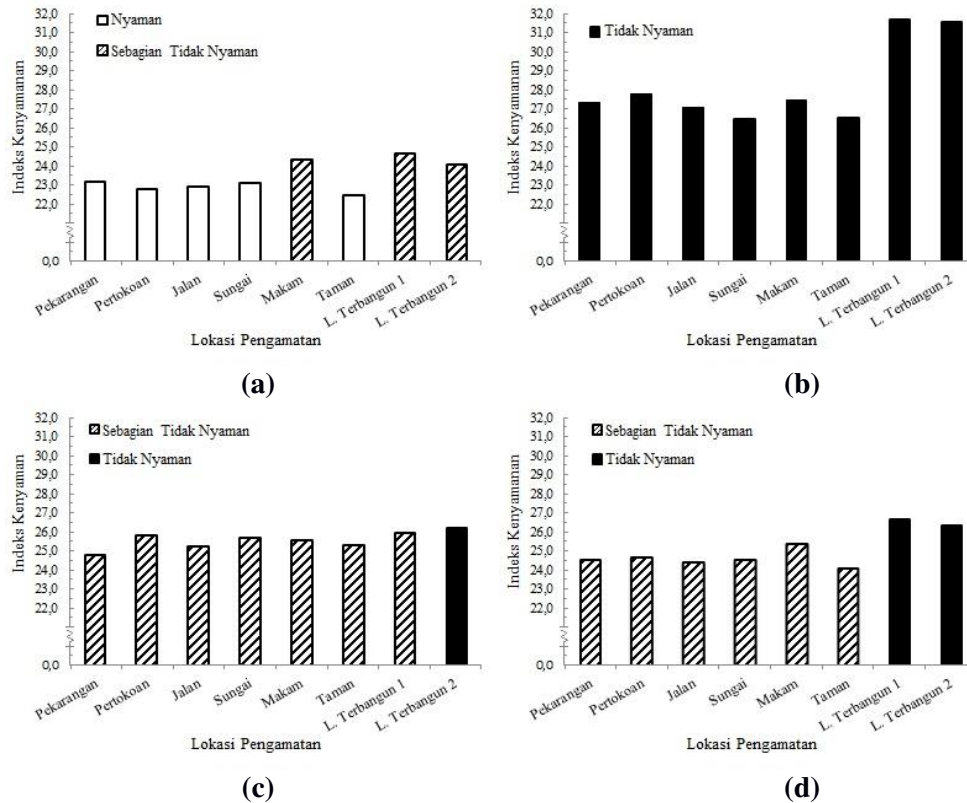 32,0
31,0
30,0
29,0
28,0
27,0
26,0
25,0
24,0
23,0
22,0
0,0
Indeks Kenyamanan
Nyaman
Sebagian Tidak Nyaman
Pekarangan
Pertokoan
Jalan
Sungai
Makam
Taman
L. Terbangun 1
L. Terbangun 2
Lokasi Pengamatan
(a)
32,0
31,0
30,0
29,0
28,0
27,0
26,0
25,0
24,0
23,0
22,0
0,0
Indeks Kenyamanan
Tidak Nyaman
Pekarangan
Pertokoan
Jalan
Sungai
Makam
Taman
L. Terbangun 1
L. Terbangun 2
Lokasi Pengamatan
(b)
32,0
31,0
30,0
29,0
28,0
27,0
26,0
25,0
24,0
23,0
22,0
0,0
Indeks Kenyamanan
Sebagian Tidak Nyaman
Tidak Nyaman
Pekarangan
Pertokoan
Jalan
Sungai
Makam
Taman
L. Terbangun 1
L. Terbangun 2
Lokasi Pengamatan
(c)
32,0
31,0
30,0
29,0
28,0
27,0
26,0
25,0
24,0
23,0
22,0
0,0
Indeks Kenyamanan
Sebagian Tidak Nyaman
Tidak Nyaman
Pekarangan
Pertokoan
Jalan
Sungai
Makam
Taman
L. Terbangun 1
L. Terbangun 2
Lokasi Pengamatan
(d)